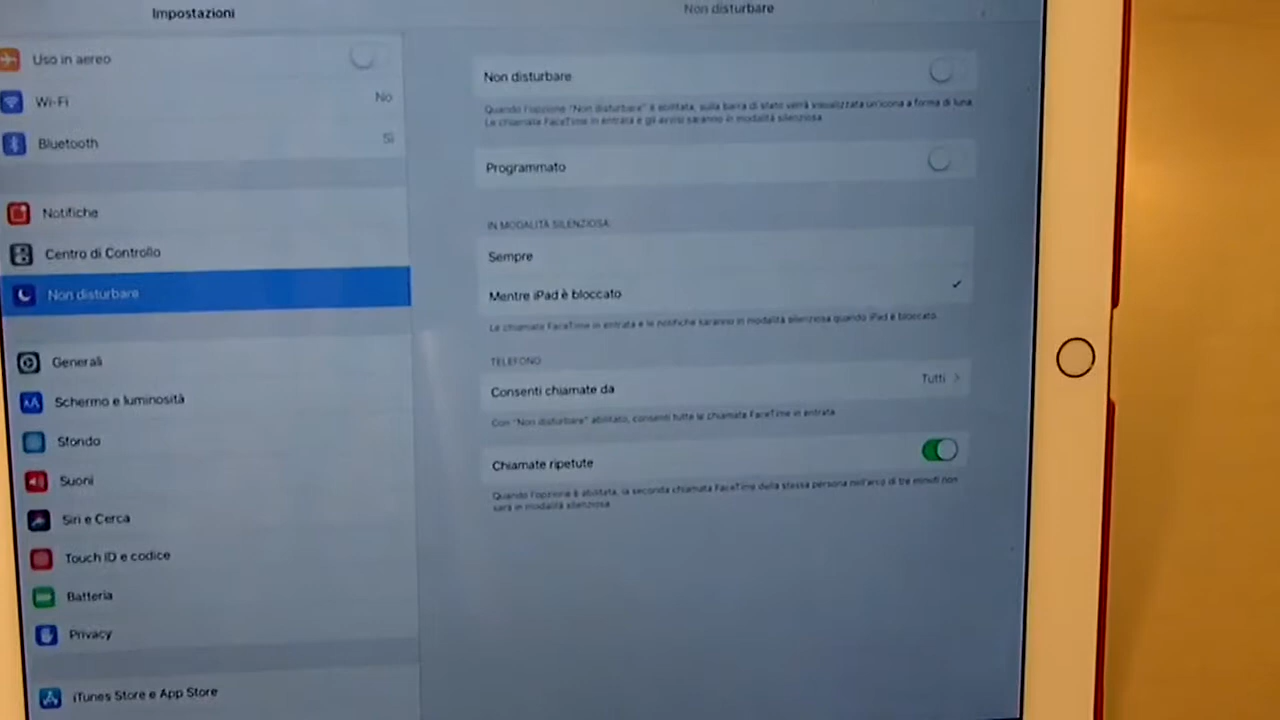 Impostazioni
Uso in aereo
Wi-Fi
No
Bluetooth
Sì
Notifiche
Centro di Controllo
Non disturbare
Generali
Schermo e luminosità
Sfondo
Suoni
Siri e Cerca
Touch ID e codice
Batteria
Privacy
iTunes Store e App Store
Non disturbare
Non disturbare
Quando l'opzione "Non disturbare" è abilitata, sulla barra di stato verrà visualizzata un'icona a forma di luna.
Le chiamate FaceTime in entrata e gli avvisi saranno in modalità silenziosa.
Programmato
IN MODALITÀ SILENZIOSA:
Sempre
Mentre iPad è bloccato
Le chiamate FaceTime in entrata e le notifiche saranno in modalità silenziosa quando iPad è bloccato.
TELEFONO
Consenti chiamate da
Tutti
Con "Non disturbare" abilitato, consenti tutte le chiamate FaceTime in entrata.
Chiamate ripetute
Quando l'opzione è abilitata, la seconda chiamata FaceTime della stessa persona nell'arco di tre minuti non
sarà in modalità silenziosa.